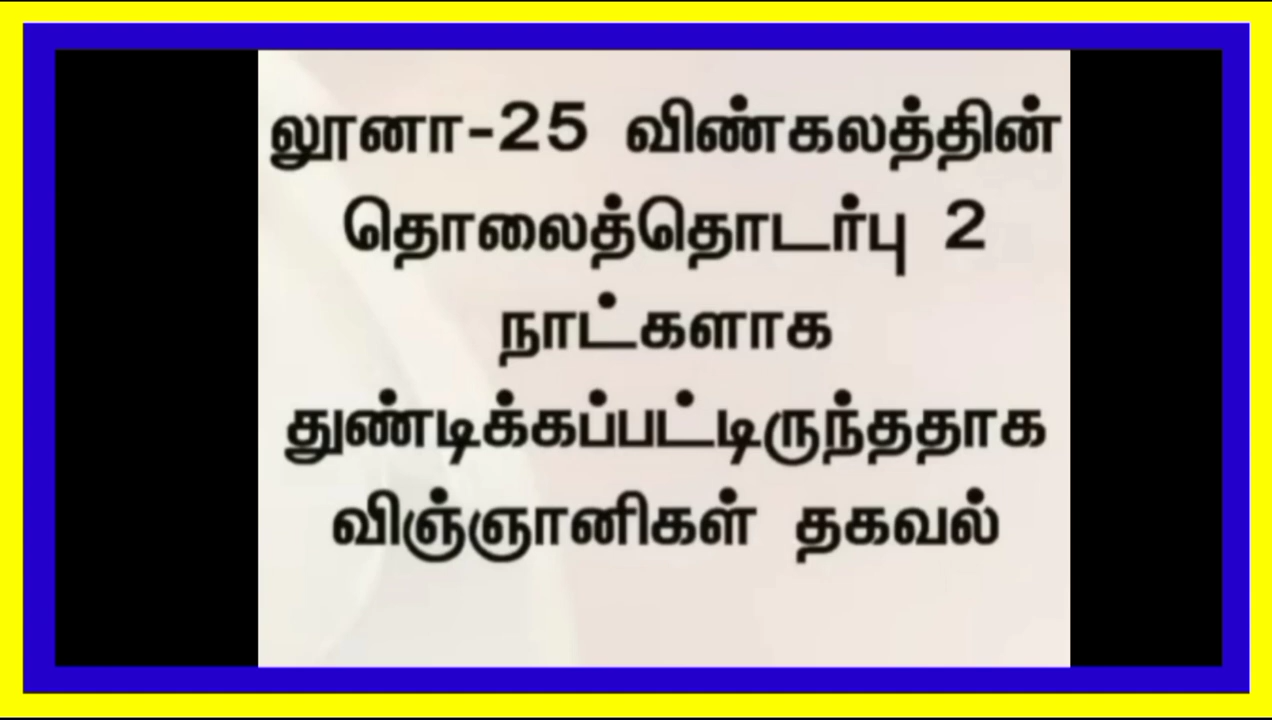 லூனா-25 விண்கலத்தின்
தொலைத்தொடர்பு 2
நாட்களாக
துண்டிக்கப்பட்டிருந்ததாக
விஞ்ஞானிகள் தகவல்